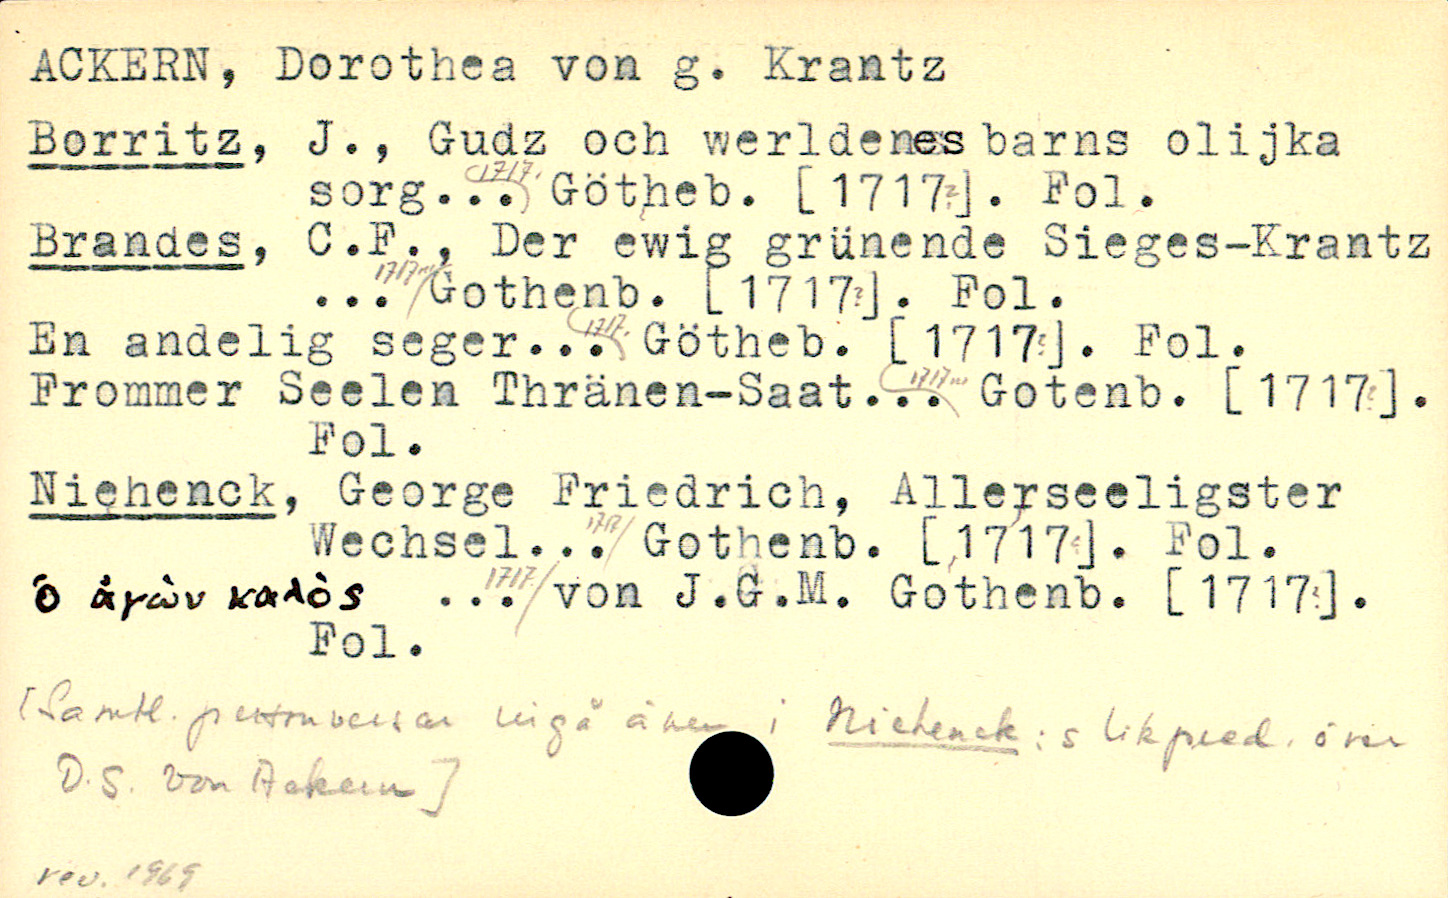 ACKERN, Dorothea von g. Krantz
Borritz, J., Gudz och werldenes barns olijka
sorg... 1717. Götheb. [1717?]. Fol.
Brandes, C.F., Der ewig grünende Sieges-Krantz
... 1717 Gothenb. [1717?]. Fol.
En andelig seger... 1717. Götheb. [1717?]. Fol.
Frommer Seelen Thränen-Saat... 1717 Gotenb. [1717?].
Fol.
Niehenck, George Friedrich, Allerseeligster
Wechsel... 1717 Gothenb. [1717?]. Fol.
ὁ ἀγὼν καλὸς ... 1717. von J.G.M. Gothenb. [1717?].
Fol.
[Samtl. personverser ingå även i Niehenck:s likpred. över
D.S. von Ackern]
rev. 1969